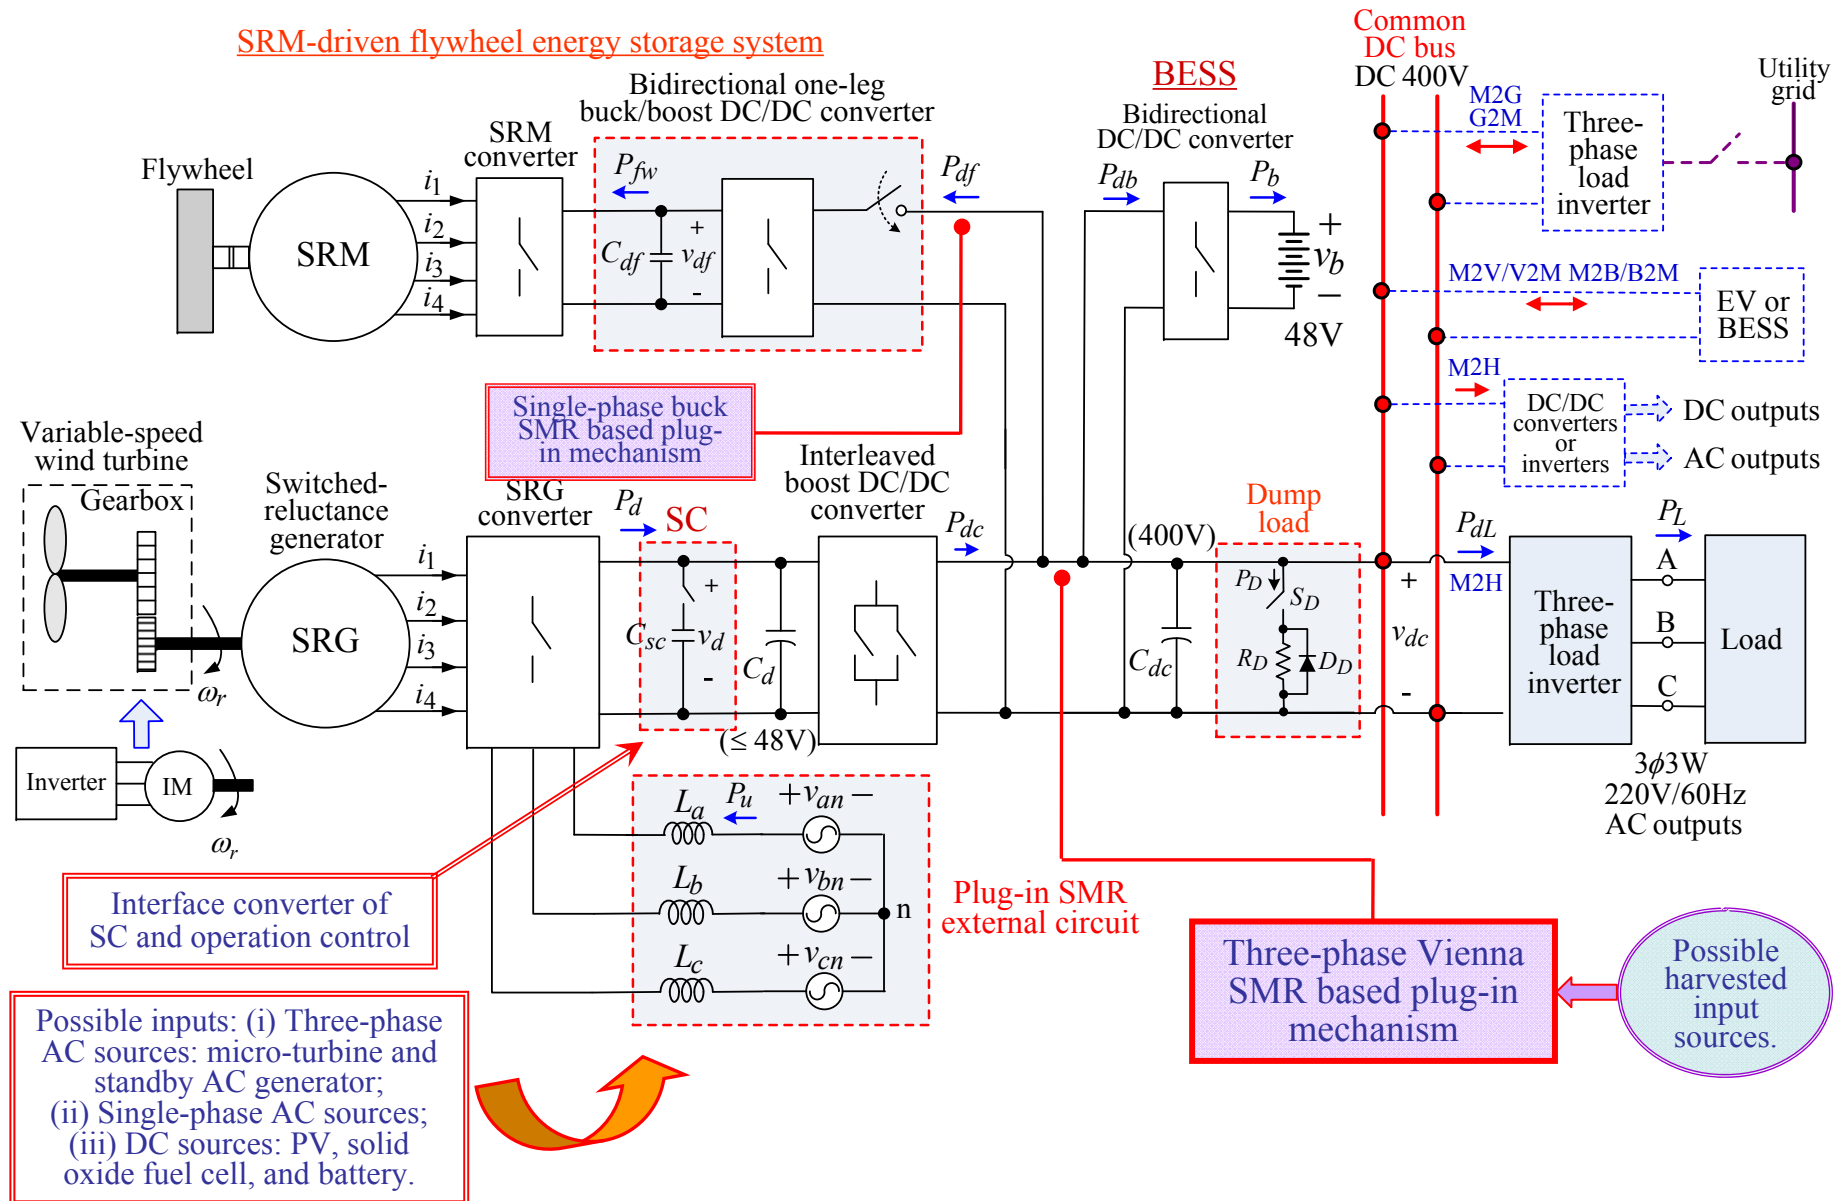 SRM-driven flywheel energy storage system
Bidirectional one-leg
buck/boost DC/DC converter
SRM
converter
Flywheel
SRM
i1
i2
i3
i4
Pfw
Pdf
Cdf
+
vdf
-
BESS
Bidirectional
DC/DC converter
Pdb
Pb
+
vb
−
48V
Common
DC bus
DC 400V
M2G
G2M
Three-
phase
load
inverter
Utility
grid
M2V/V2M M2B/B2M
EV or
BESS
M2H
DC/DC
converters
or
inverters
DC outputs
AC outputs
Single-phase buck
SMR based plug-
in mechanism
Variable-speed
wind turbine
Gearbox
Switched-
reluctance
generator
SRG
ωr
i1
i2
i3
i4
SRG
converter
Pd
SC
+
Csc
vd
-
Cd
(≤ 48V)
Interleaved
boost DC/DC
converter
Pdc
(400V)
Cdc
Dump
load
PD
SD
RD
DD
+
vdc
-
PdL
M2H
Three-
phase
load
inverter
PL
A
B
C
Load
3ϕ3W
220V/60Hz
AC outputs
Inverter
IM
ωr
La
Pu
+ van −
Lb
+ vbn −
n
Lc
+ vcn −
Plug-in SMR
external circuit
Interface converter of
SC and operation control
Possible inputs: (i) Three-phase
AC sources: micro-turbine and
standby AC generator;
(ii) Single-phase AC sources;
(iii) DC sources: PV, solid
oxide fuel cell, and battery.
Three-phase Vienna
SMR based plug-in
mechanism
Possible
harvested
input
sources.